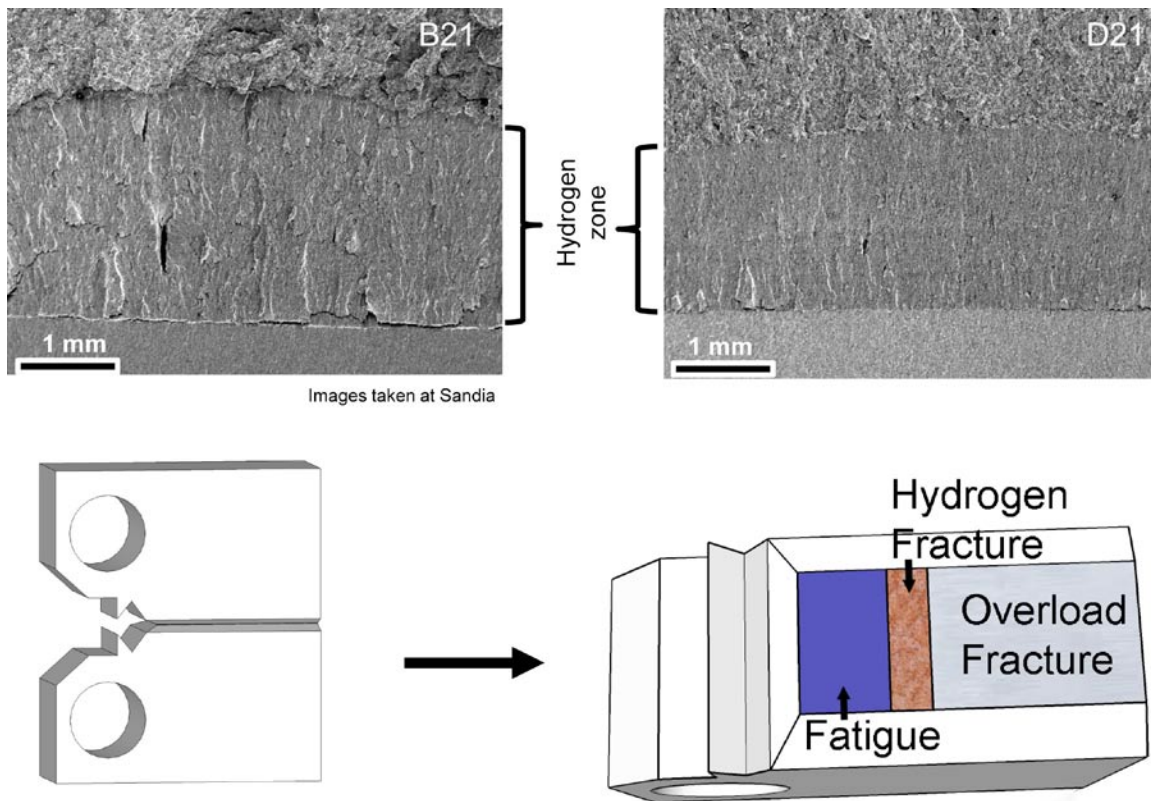 B21
D21
Hydrogen
zone
1 mm
1 mm
Images taken at Sandia
Hydrogen
Fracture
Overload
Fracture
Fatigue